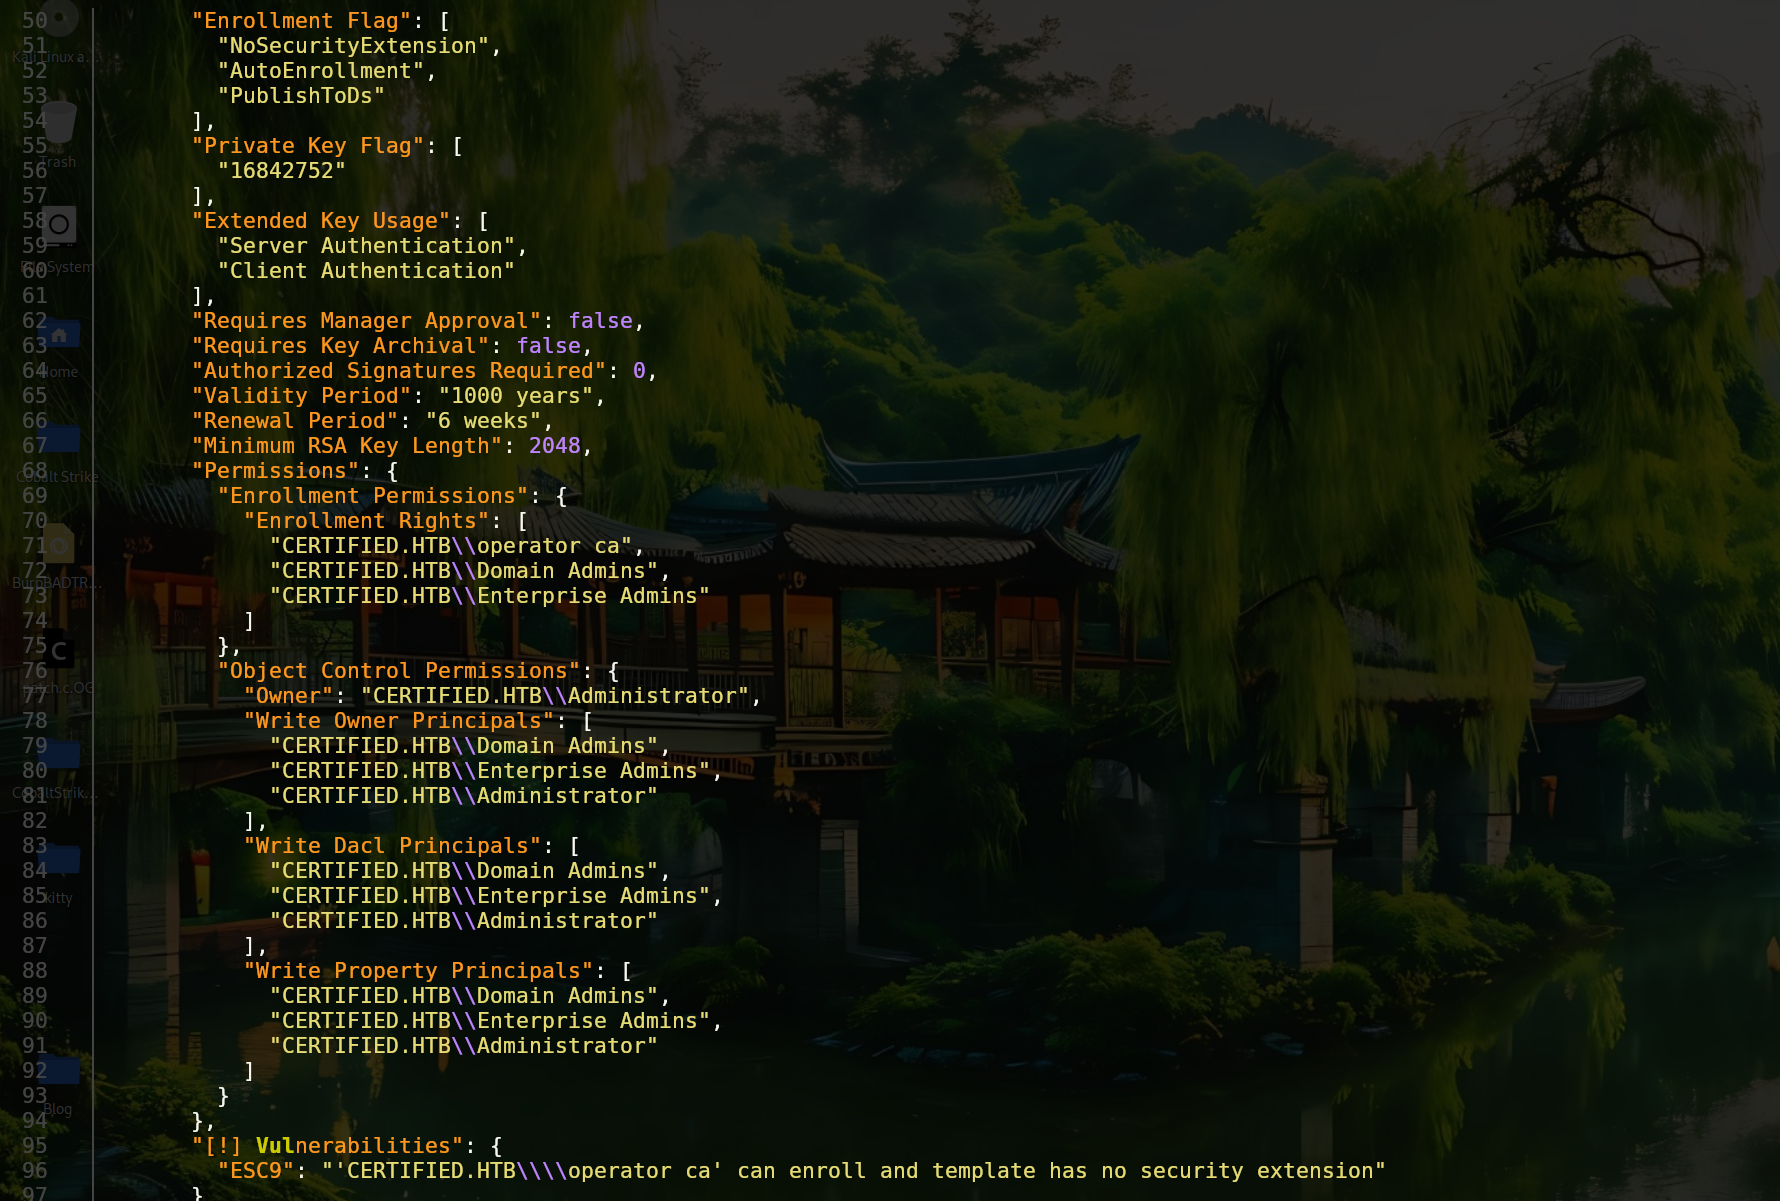 50 "Enrollment Flag": [
51 "NoSecurityExtension",
52 "AutoEnrollment",
53 "PublishToDs"
54 ],
55 "Private Key Flag": [
56 "16842752"
57 ],
58 "Extended Key Usage": [
59 "Server Authentication",
60 "Client Authentication"
61 ],
62 "Requires Manager Approval": false,
63 "Requires Key Archival": false,
64 "Authorized Signatures Required": 0,
65 "Validity Period": "1000 years",
66 "Renewal Period": "6 weeks",
67 "Minimum RSA Key Length": 2048,
68 "Permissions": {
69 "Enrollment Permissions": {
70 "Enrollment Rights": [
71 "CERTIFIED.HTB\\operator ca",
72 "CERTIFIED.HTB\\Domain Admins",
73 "CERTIFIED.HTB\\Enterprise Admins"
74 ]
75 },
76 "Object Control Permissions": {
77 "Owner": "CERTIFIED.HTB\\Administrator",
78 "Write Owner Principals": [
79 "CERTIFIED.HTB\\Domain Admins",
80 "CERTIFIED.HTB\\Enterprise Admins",
81 "CERTIFIED.HTB\\Administrator"
82 ],
83 "Write Dacl Principals": [
84 "CERTIFIED.HTB\\Domain Admins",
85 "CERTIFIED.HTB\\Enterprise Admins",
86 "CERTIFIED.HTB\\Administrator"
87 ],
88 "Write Property Principals": [
89 "CERTIFIED.HTB\\Domain Admins",
90 "CERTIFIED.HTB\\Enterprise Admins",
91 "CERTIFIED.HTB\\Administrator"
92 ]
93 }
94 },
95 "[!] Vulnerabilities": {
96 "ESC9": "'CERTIFIED.HTB\\\\operator ca' can enroll and template has no security extension"
97 }
Kali Linux a...
Trash
File System
Home
Cobalt Strike
BurpBADTR...
CobaltStrik...
kitty
Blog